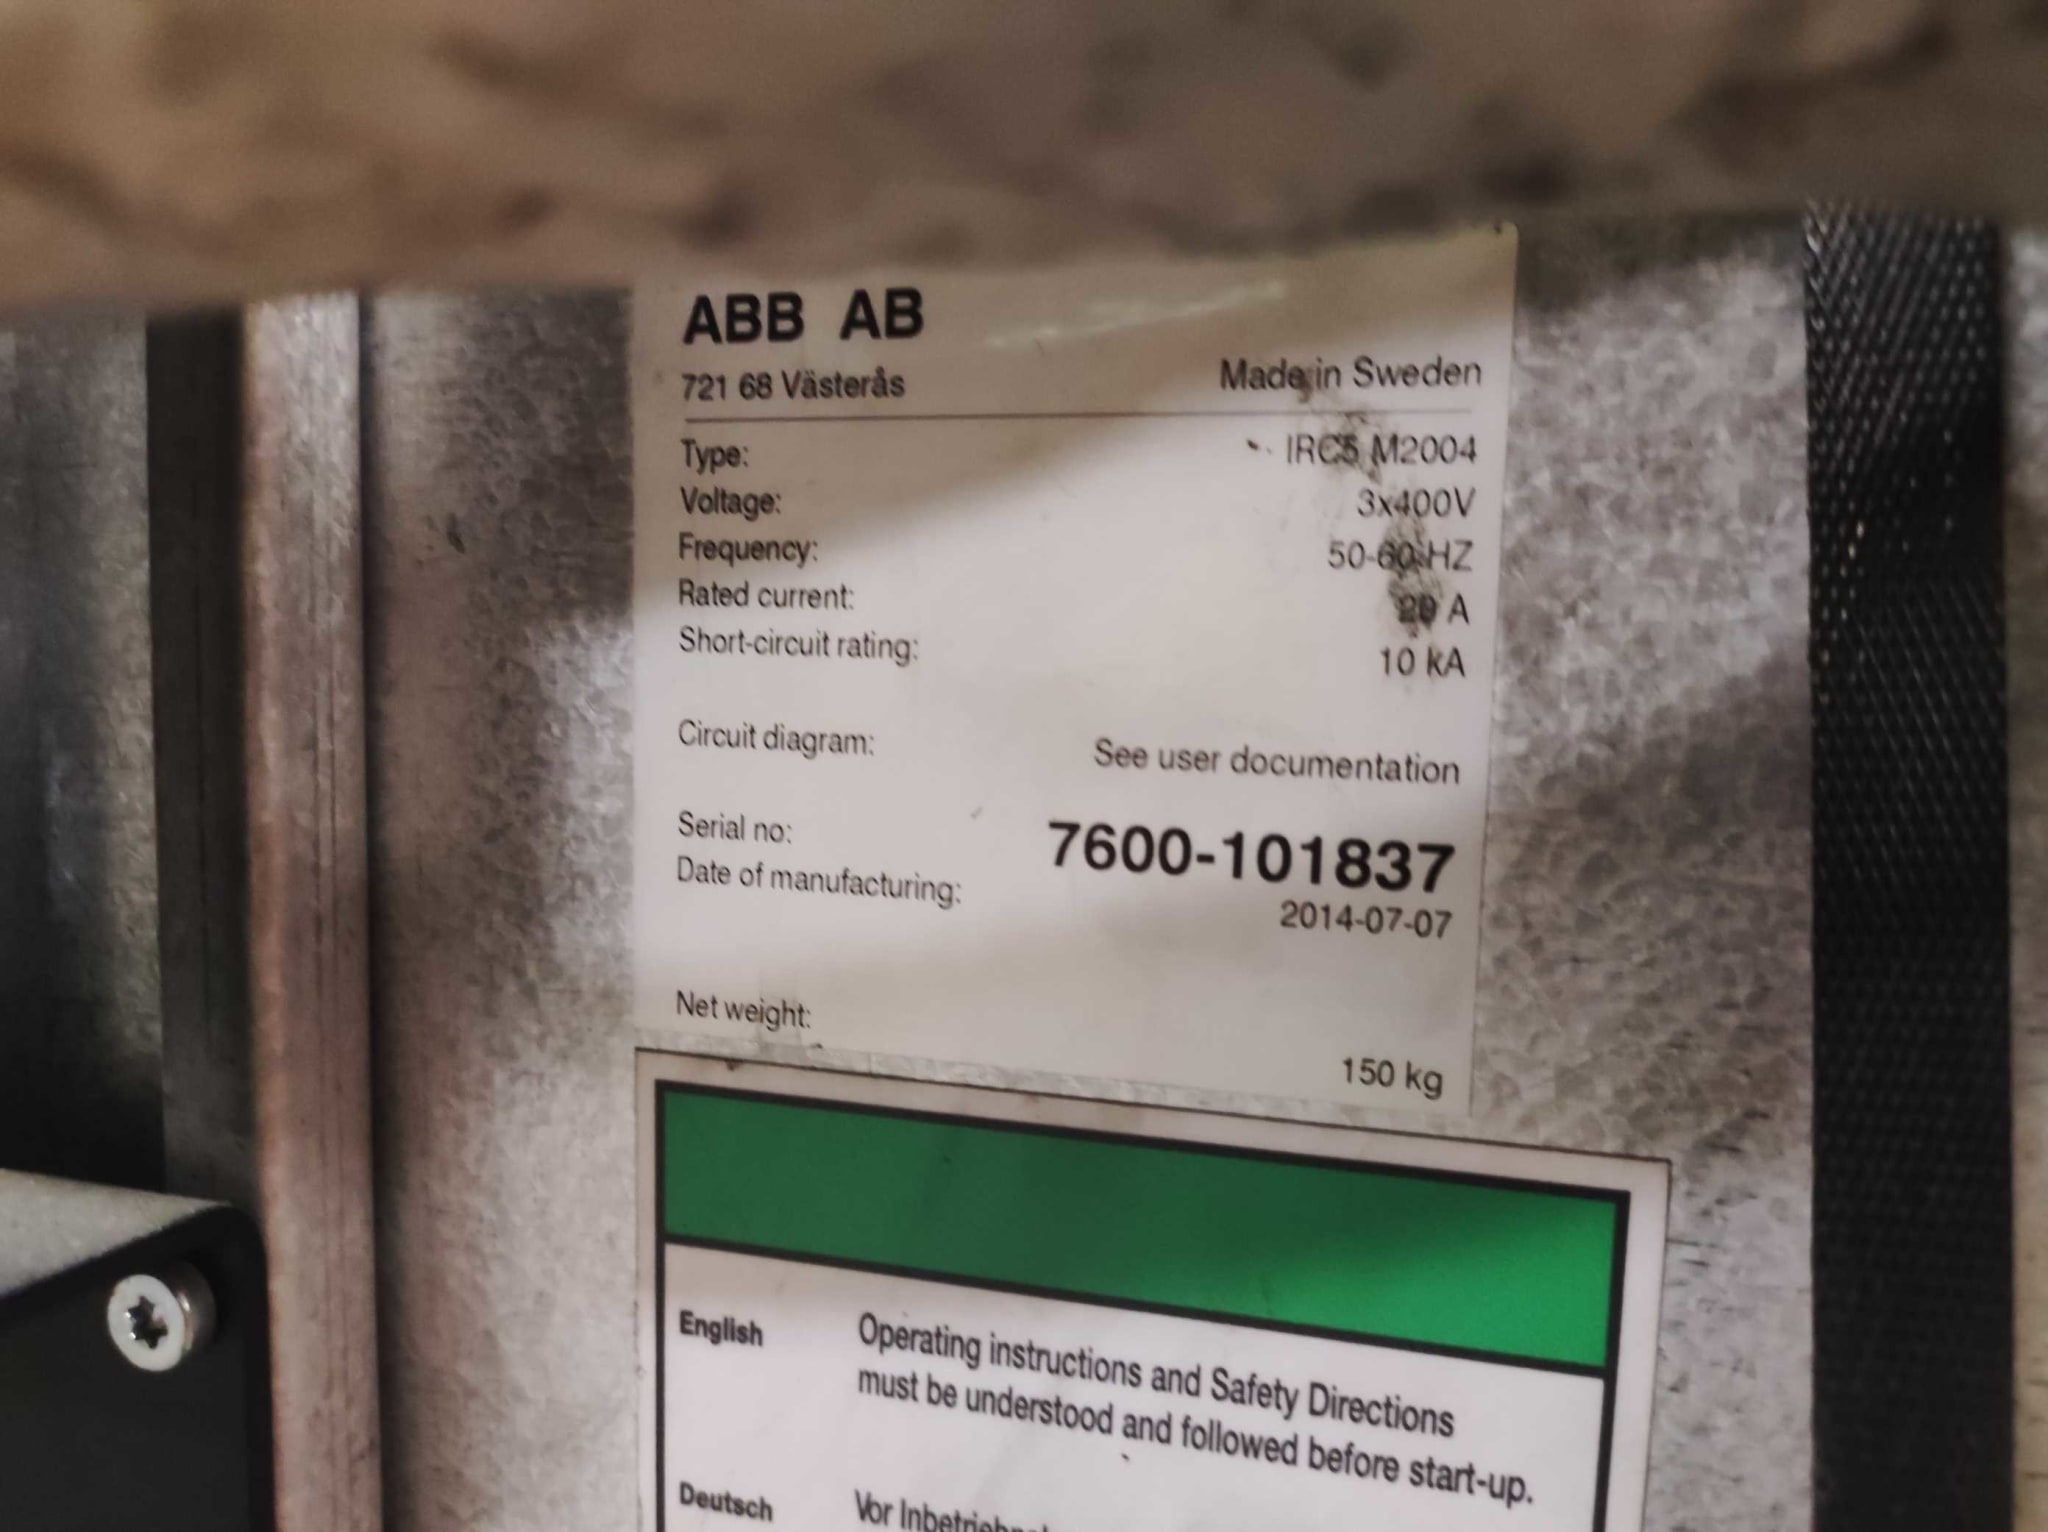 ABB AB
721 68 Västerås Made in Sweden
Type: IRC5 M2004
Voltage: 3x400V
Frequency: 50-60 HZ
Rated current: 20 A
Short-circuit rating: 10 kA
Circuit diagram: See user documentation
Serial no: 7600-101837
Date of manufacturing: 2014-07-07
Net weight: 150 kg
English Operating instructions and Safety Directions
must be understood and followed before start-up.
Deutsch Vor